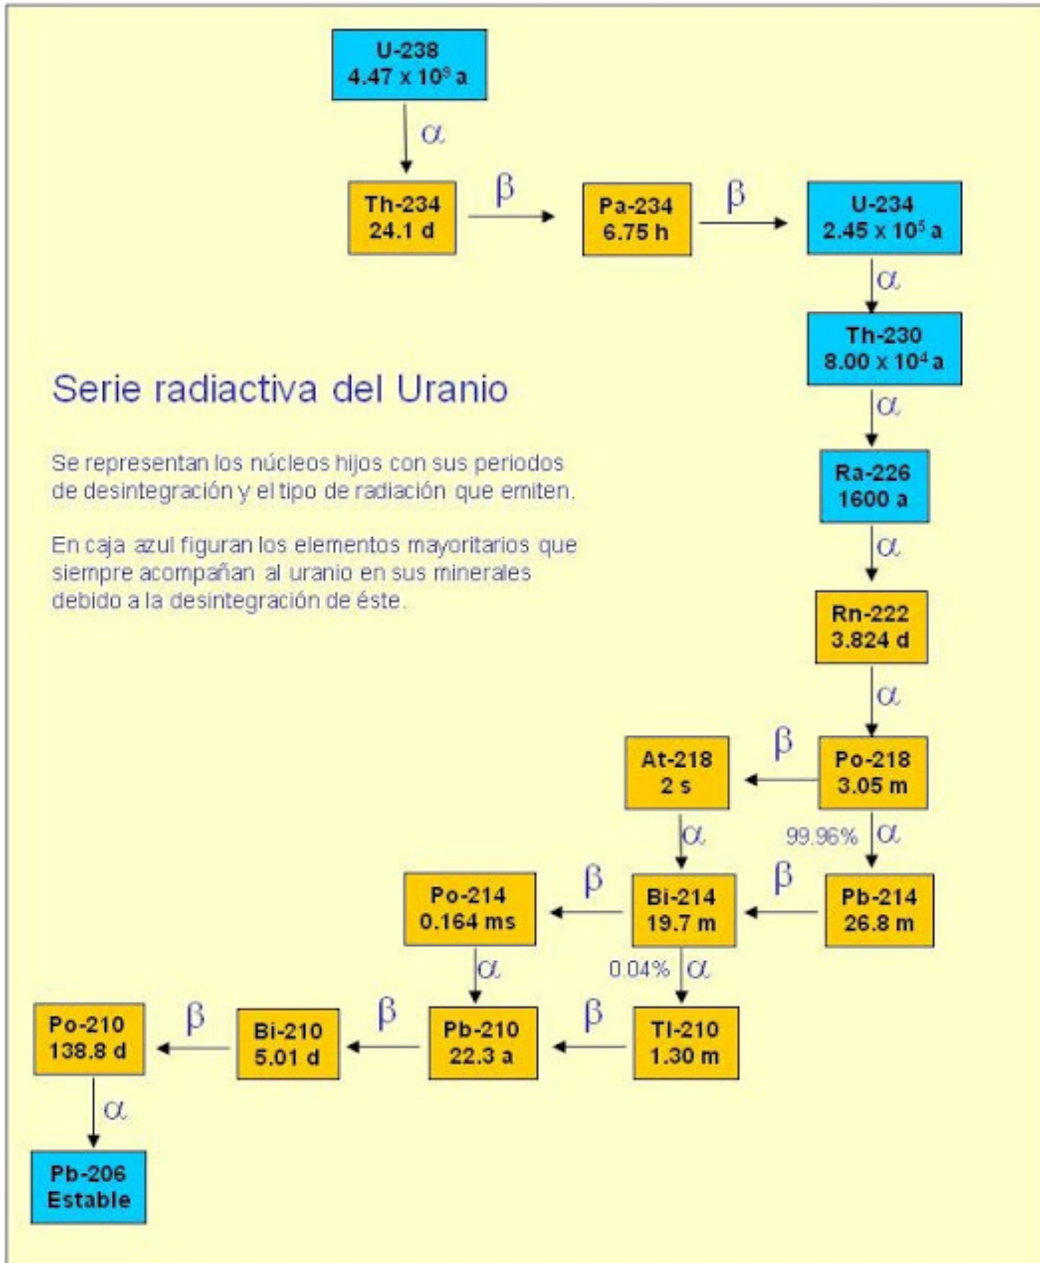 U-238
4.47 x 10⁹ a
α
Th-234
24.1 d
β
Pa-234
6.75 h
β
U-234
2.45 x 10⁵ a
α
Th-230
8.00 x 10⁴ a
α
Serie radiactiva del Uranio
Se representan los núcleos hijos con sus periodos
de desintegración y el tipo de radiación que emiten.
En caja azul figuran los elementos mayoritarios que
siempre acompañan al uranio en sus minerales
debido a la desintegración de éste.
Ra-226
1600 a
α
Rn-222
3.824 d
α
Po-218
3.05 m
β
At-218
2 s
α
99.96% α
Pb-214
26.8 m
β
Bi-214
19.7 m
β
Po-214
0.164 ms
α
0.04% α
Tl-210
1.30 m
β
Pb-210
22.3 a
β
Bi-210
5.01 d
β
Po-210
138.8 d
α
Pb-206
Estable